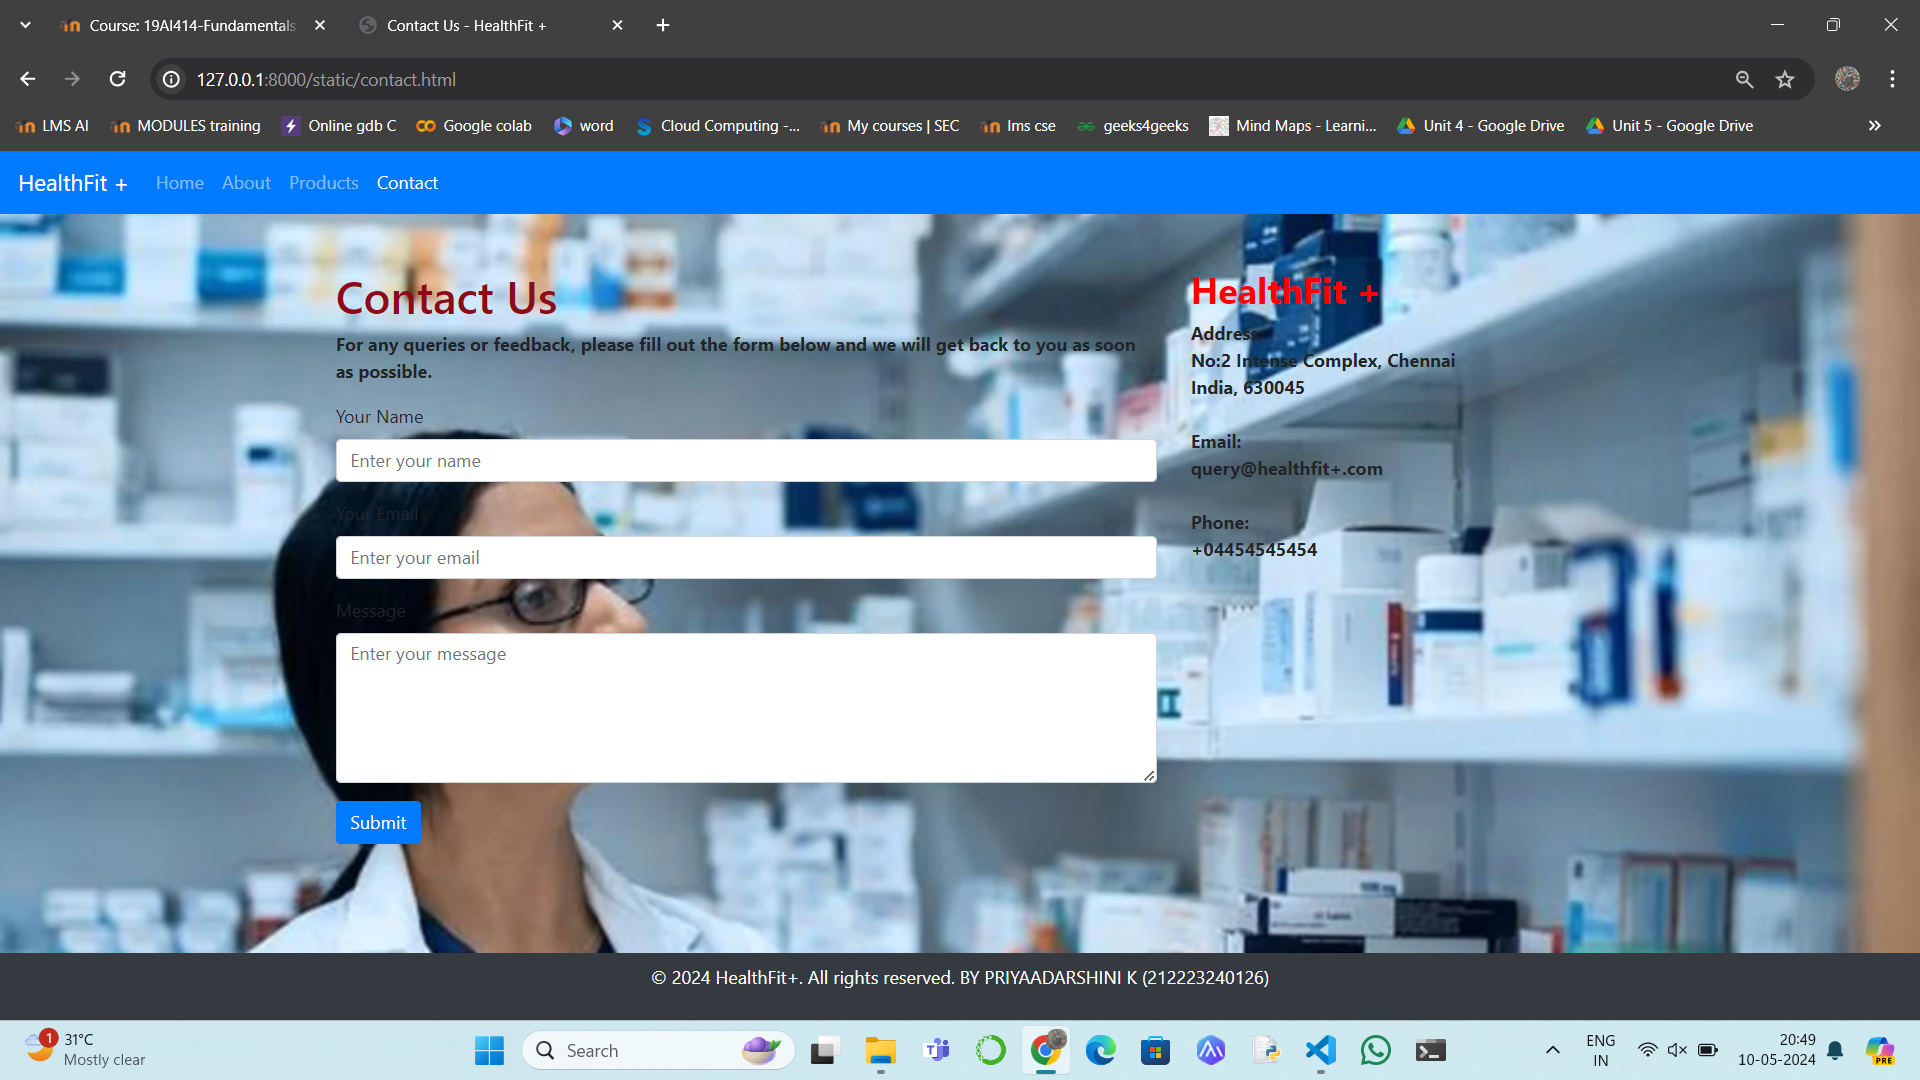 Course: 19AI414-Fundamentals
Contact Us - HealthFit +
127.0.0.1:8000/static/contact.html
LMS AI
MODULES training
Online gdb C
Google colab
word
Cloud Computing -...
My courses | SEC
lms cse
geeks4geeks
Mind Maps - Learni...
Unit 4 - Google Drive
Unit 5 - Google Drive
HealthFit +
Home
About
Products
Contact
Contact Us
For any queries or feedback, please fill out the form below and we will get back to you as soon
as possible.
Your Name
Enter your name
Your Email
Enter your email
Message
Enter your message
Submit
HealthFit +
Address:
No:2 Intense Complex, Chennai
India, 630045
Email:
query@healthfit+.com
Phone:
+04454545454
© 2024 HealthFit+. All rights reserved. BY PRIYAADARSHINI K (212223240126)
1
31°C
Mostly clear
Search
ENG
IN
20:49
10-05-2024
PRE